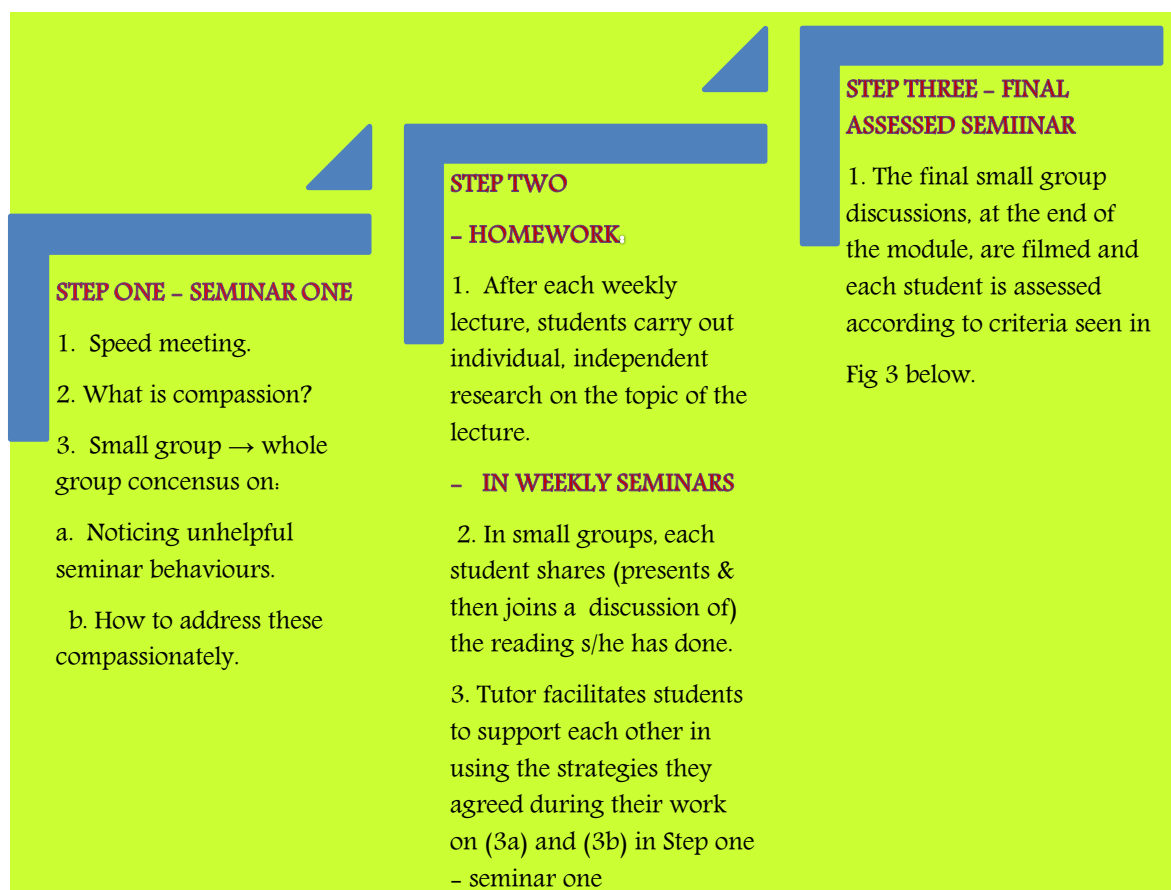 STEP ONE – SEMINAR ONE
1. Speed meeting.
2. What is compassion?
3. Small group → whole
group concensus on:
a. Noticing unhelpful
seminar behaviours.
b. How to address these
compassionately.
STEP TWO
– HOMEWORK.
1. After each weekly
lecture, students carry out
individual, independent
research on the topic of the
lecture.
– IN WEEKLY SEMINARS
2. In small groups, each
student shares (presents &
then joins a discussion of)
the reading s/he has done.
3. Tutor facilitates students
to support each other in
using the strategies they
agreed during their work
on (3a) and (3b) in Step one
– seminar one
STEP THREE – FINAL
ASSESSED SEMIINAR
1. The final small group
discussions, at the end of
the module, are filmed and
each student is assessed
according to criteria seen in
Fig 3 below.